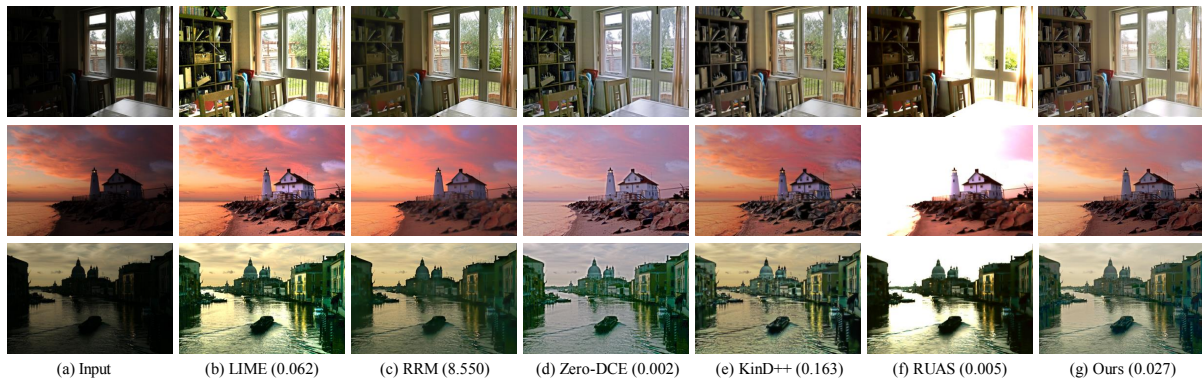 (a) Input (b) LIME (0.062) (c) RRM (8.550) (d) Zero-DCE (0.002) (e) KinD++ (0.163) (f) RUAS (0.005) (g) Ours (0.027)